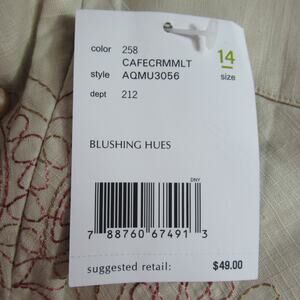 color 258
CAFECRMMLT
14
style AQMU3056
size
dept 212
BLUSHING HUES
DNY
7 88760 67491 3
suggested retail: $49.00